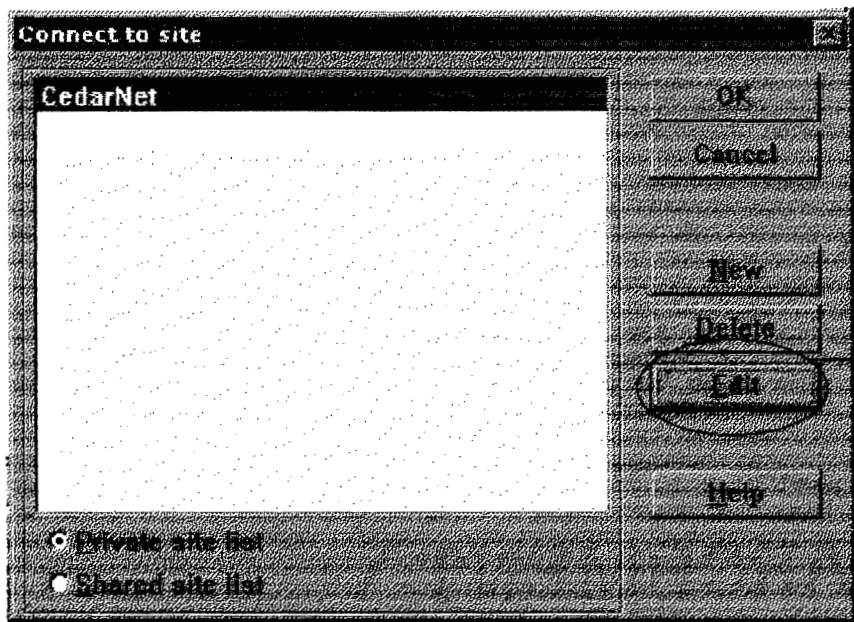 Connect to site
CedarNet
OK
Cancel
New
Delete
Edit
Help
Private site list
Shared site list